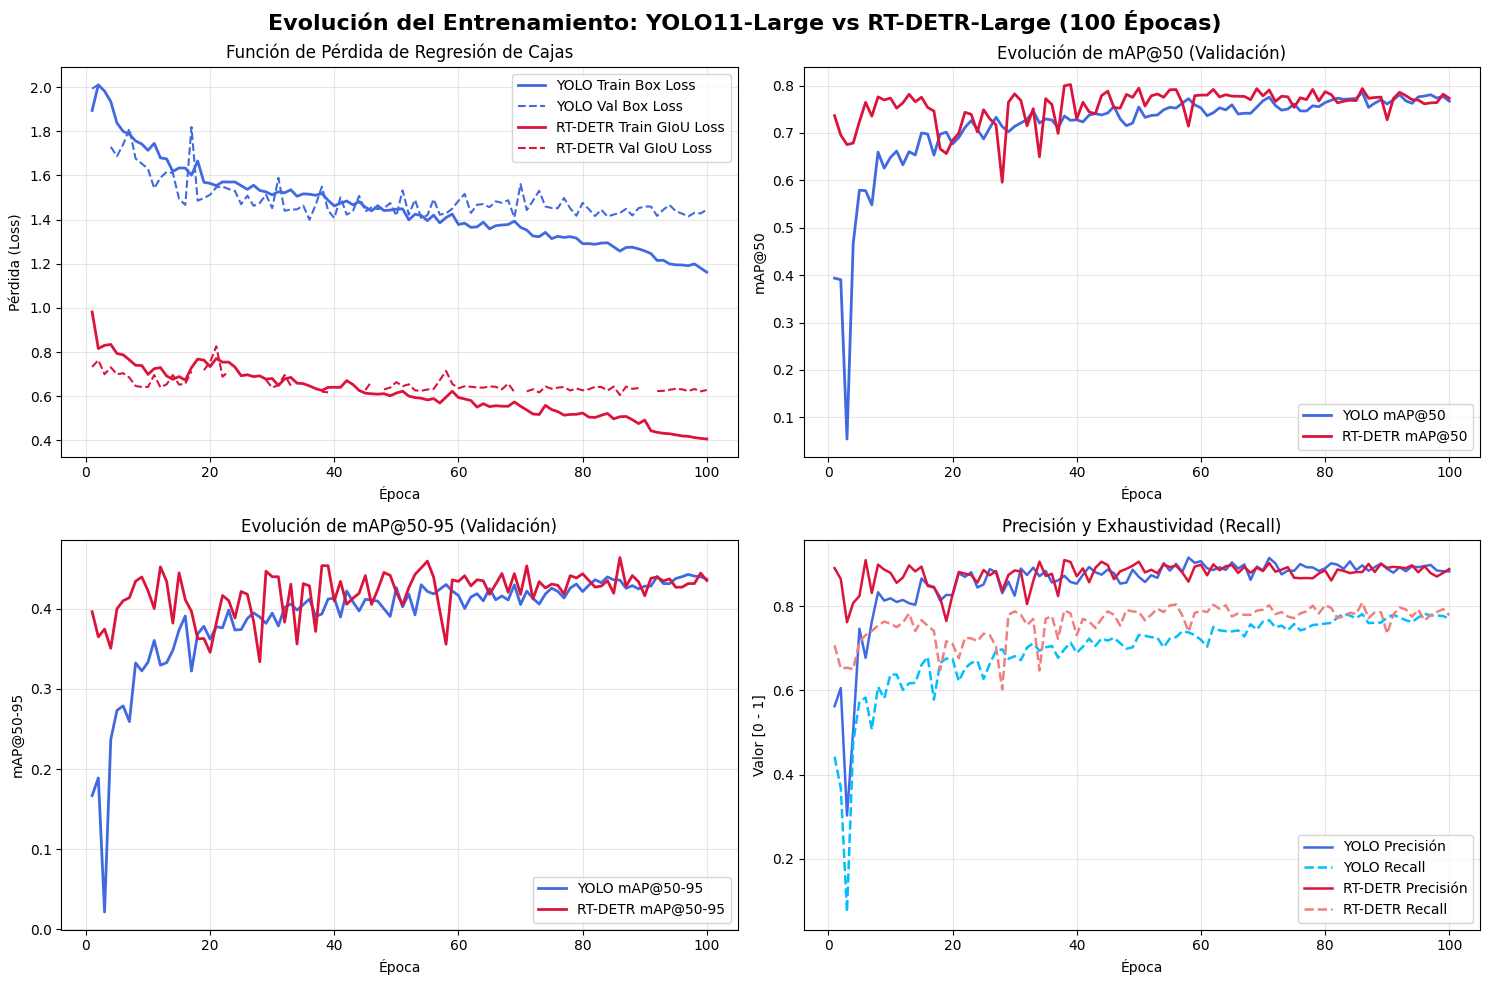 Evolución del Entrenamiento: YOLO11-Large vs RT-DETR-Large (100 Épocas)
Función de Pérdida de Regresión de Cajas
Pérdida (Loss)
2.0
1.8
1.6
1.4
1.2
1.0
0.8
0.6
0.4
YOLO Train Box Loss
YOLO Val Box Loss
RT-DETR Train GIoU Loss
RT-DETR Val GIoU Loss
0 20 40 60 80 100
Época
Evolución de mAP@50 (Validación)
mAP@50
0.8
0.7
0.6
0.5
0.4
0.3
0.2
0.1
YOLO mAP@50
RT-DETR mAP@50
0 20 40 60 80 100
Época
Evolución de mAP@50-95 (Validación)
mAP@50-95
0.4
0.3
0.2
0.1
0.0
YOLO mAP@50-95
RT-DETR mAP@50-95
0 20 40 60 80 100
Época
Precisión y Exhaustividad (Recall)
Valor [0 - 1]
0.8
0.6
0.4
0.2
YOLO Precisión
YOLO Recall
RT-DETR Precisión
RT-DETR Recall
0 20 40 60 80 100
Época